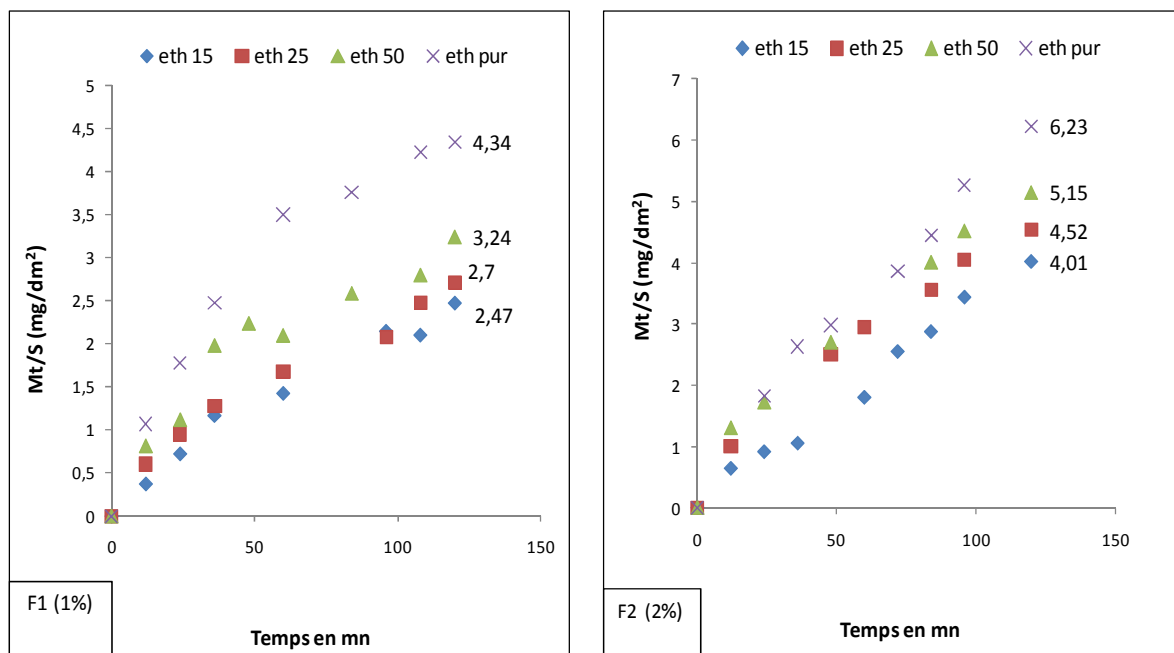 eth 15 eth 25 eth 50 eth pur
5
4,5
4
3,5
3
2,5
2
1,5
1
0,5
0
0 50 100 150
4,34
3,24
2,7
2,47
Mt/S (mg/dm²)
Temps en mn
F1 (1%)
eth 15 eth 25 eth 50 eth pur
7
6
5
4
3
2
1
0
0 50 100 150
6,23
5,15
4,52
4,01
Mt/S (mg/dm²)
Temps en mn
F2 (2%)